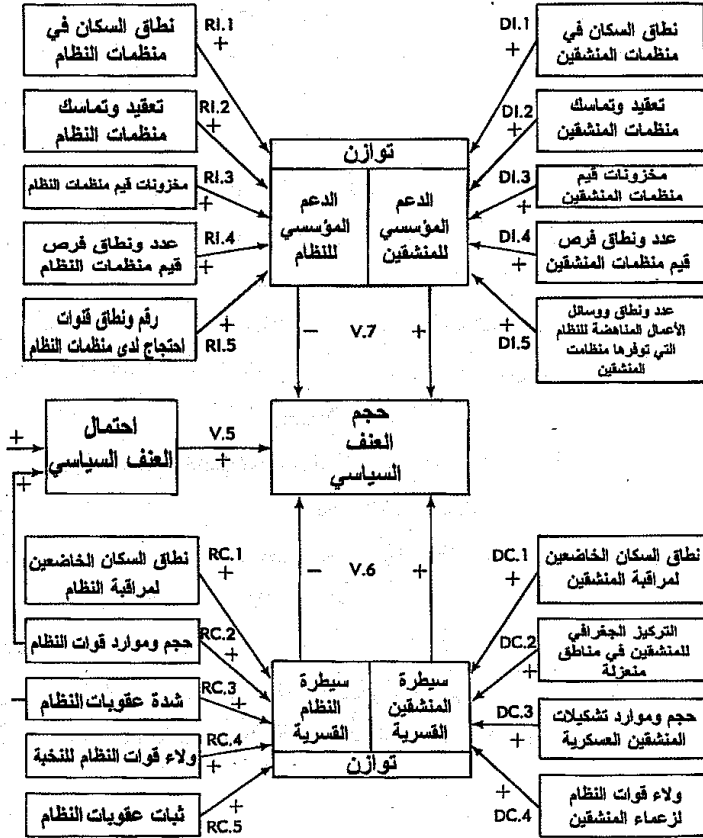 نطاق السكان في
منظمات النظام
RI.1
+
DI.1
+
نطاق السكان في
منظمات المنشقين
تعقيد وتماسك
منظمات النظام
RI.2
+
DI.2
+
تعقيد وتماسك
منظمات المنشقين
توازن
مخزونات قيم منظمات النظام
RI.3
+
الدعم
المؤسسي
للنظام
الدعم
المؤسسي
للمنشقين
DI.3
+
مخزونات قيم
منظمات المنشقين
عدد ونطاق فرص
قيم منظمات النظام
RI.4
+
DI.4
+
عدد ونطاق فرص
قيم منظمات المنشقين
رقم ونطاق قنوات
احتجاج لدى منظمات النظام
+
RI.5
–
V.7
+
+
DI.5
عدد ونطاق ووسائل
الأعمال المناهضة للنظام
التي توفرها منظامت
المنشقين
+
+
احتمال
العنف السياسي
V.5
+
حجم
العنف
السياسي
نطاق السكان الخاضعين
لمراقبة النظام
RC.1
+
–
V.6
+
DC.1
+
نطاق السكان الخاضعين
لمراقبة المنشقين
حجم وموارد قوات النظام
RC.2
+
DC.2
+
التركيز الجغرافي
للمنشقين في مناطق
منعزلة
شدة عقوبات النظام
RC.3
+
سيطرة
النظام
القسرية
سيطرة
المنشقين
القسرية
توازن
DC.3
+
حجم وموارد تشكيلات
المنشقين العسكرية
ولاء قوات النظام للنخبة
RC.4
+
ثبات عقوبات النظام
+
RC.5
+
DC.4
ولاء قوات النظام
لزعماء المنشقين